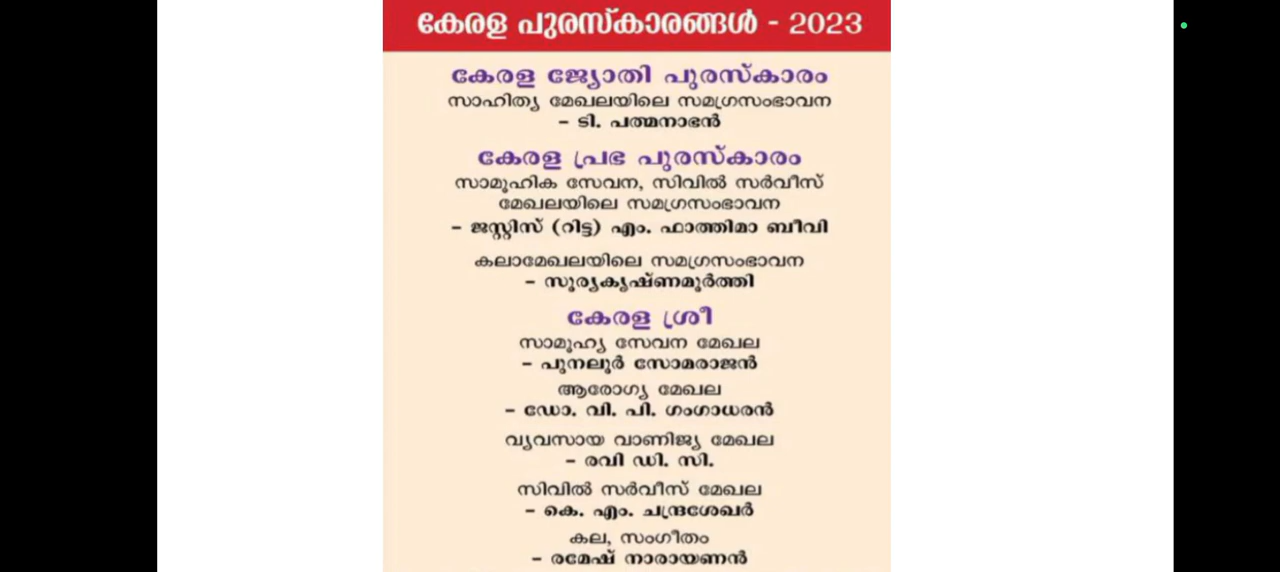 കേരള പുരസ്കാരങ്ങൾ - 2023
കേരള ജ്യോതി പുരസ്കാരം
സാഹിത്യ മേഖലയിലെ സമഗ്രസംഭാവന
– ടി. പത്മനാഭൻ
കേരള പ്രഭ പുരസ്കാരം
സാമൂഹിക സേവന, സിവിൽ സർവീസ്
മേഖലയിലെ സമഗ്രസംഭാവന
– ജസ്റ്റിസ് (റിട്ട) എം. ഫാത്തിമാ ബീവി
കലാമേഖലയിലെ സമഗ്രസംഭാവന
– സൂര്യകൃഷ്ണമൂർത്തി
കേരള ശ്രീ
സാമൂഹ്യ സേവന മേഖല
– പുനലൂർ സോമരാജൻ
ആരോഗ്യ മേഖല
– ഡോ. വി. പി. ഗംഗാധരൻ
വ്യവസായ വാണിജ്യ മേഖല
– രവി ഡി. സി.
സിവിൽ സർവീസ് മേഖല
– കെ. എം. ചന്ദ്രശേഖർ
കല, സംഗീതം
– രമേഷ് നാരായണൻ